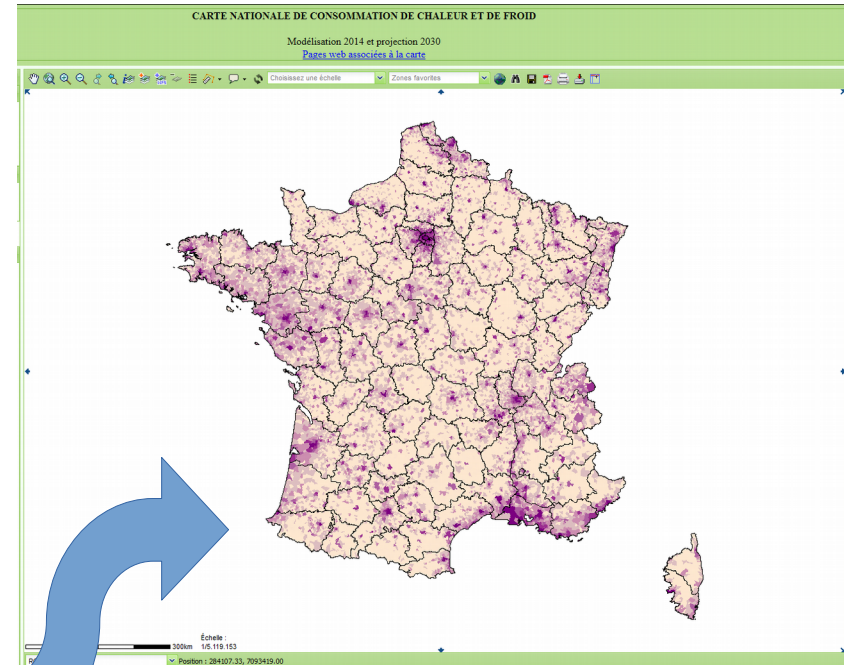 CARTE NATIONALE DE CONSOMMATION DE CHALEUR ET DE FROID
Modélisation 2014 et projection 2030
Pages web associées à la carte
Choisissez une échelle
Zones favorites
Échelle :
300km 1/5.119.153
Position : 284107.33, 7093419.00